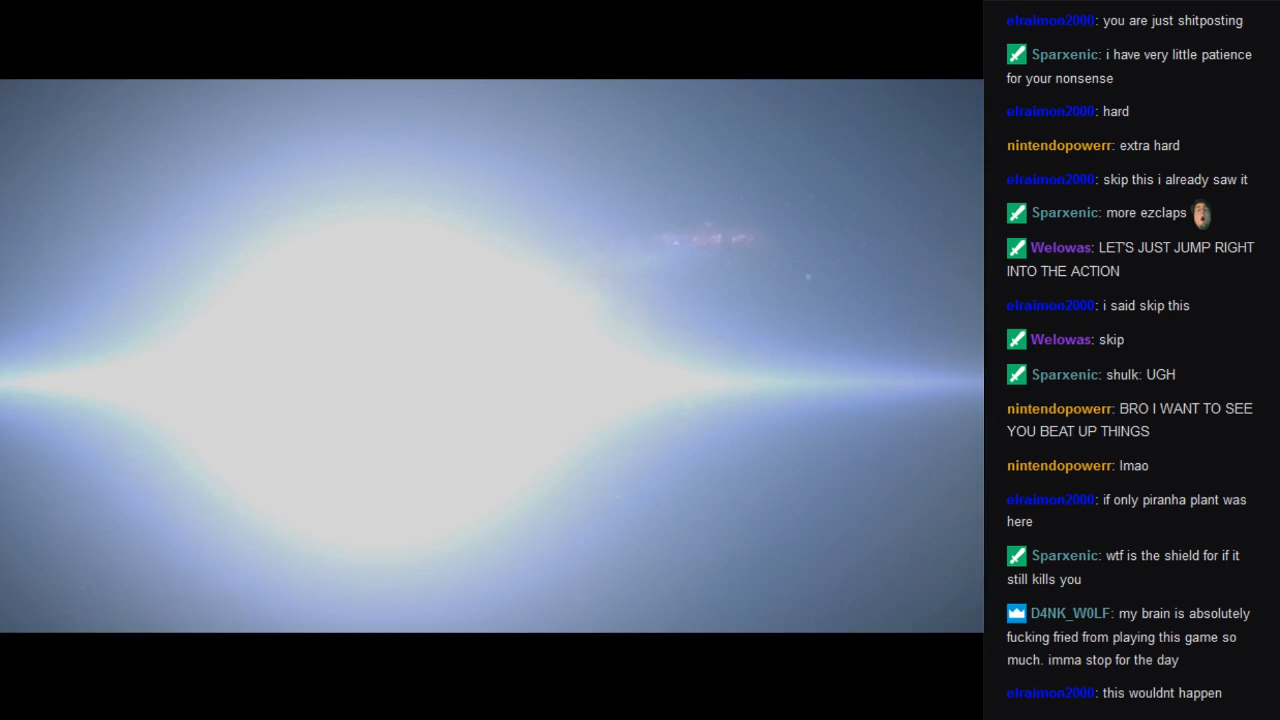 elraimon2000: you are just shitposting
Sparxenic: i have very little patience
for your nonsense
elraimon2000: hard
nintendopowerr: extra hard
elraimon2000: skip this i already saw it
Sparxenic: more ezclaps
Welowas: LET'S JUST JUMP RIGHT
INTO THE ACTION
elraimon2000: i said skip this
Welowas: skip
Sparxenic: shulk: UGH
nintendopowerr: BRO I WANT TO SEE
YOU BEAT UP THINGS
nintendopowerr: lmao
elraimon2000: if only piranha plant was
here
Sparxenic: wtf is the shield for if it
still kills you
D4NK_W0LF: my brain is absolutely
fucking fried from playing this game so
much. imma stop for the day
elraimon2000: this wouldnt happen